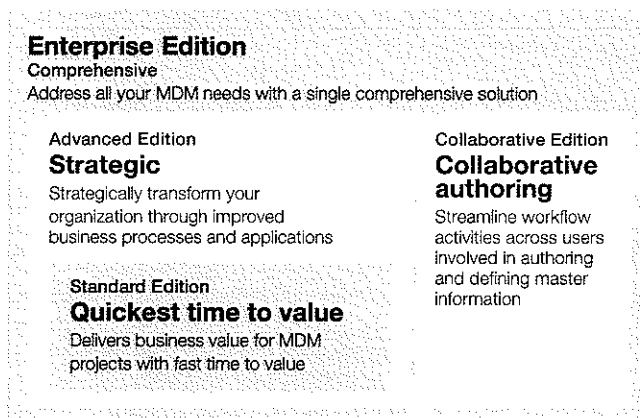 Enterprise Edition
Comprehensive
Address all your MDM needs with a single comprehensive solution
Advanced Edition
Strategic
Strategically transform your
organization through improved
business processes and applications
Standard Edition
Quickest time to value
Delivers business value for MDM
projects with fast time to value
Collaborative Edition
Collaborative
authoring
Streamline workflow
activities across users
involved in authoring
and defining master
information